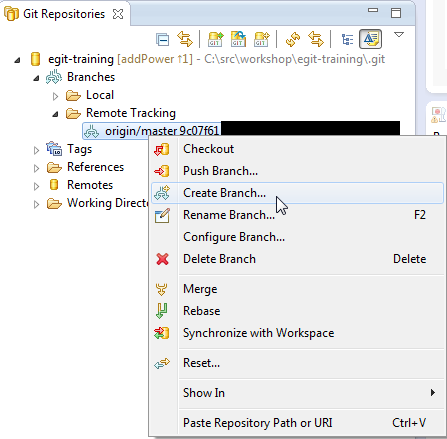 Git Repositories
egit-training [addPower ↑1] - C:\src\workshop\egit-training\.git
Branches
Local
Remote Tracking
origin/master 9c07f61
Tags
References
Remotes
Working Direct
Checkout
Push Branch...
Create Branch...
Rename Branch... F2
Configure Branch...
Delete Branch Delete
Merge
Rebase
Synchronize with Workspace
Reset...
Show In
Paste Repository Path or URI Ctrl+V